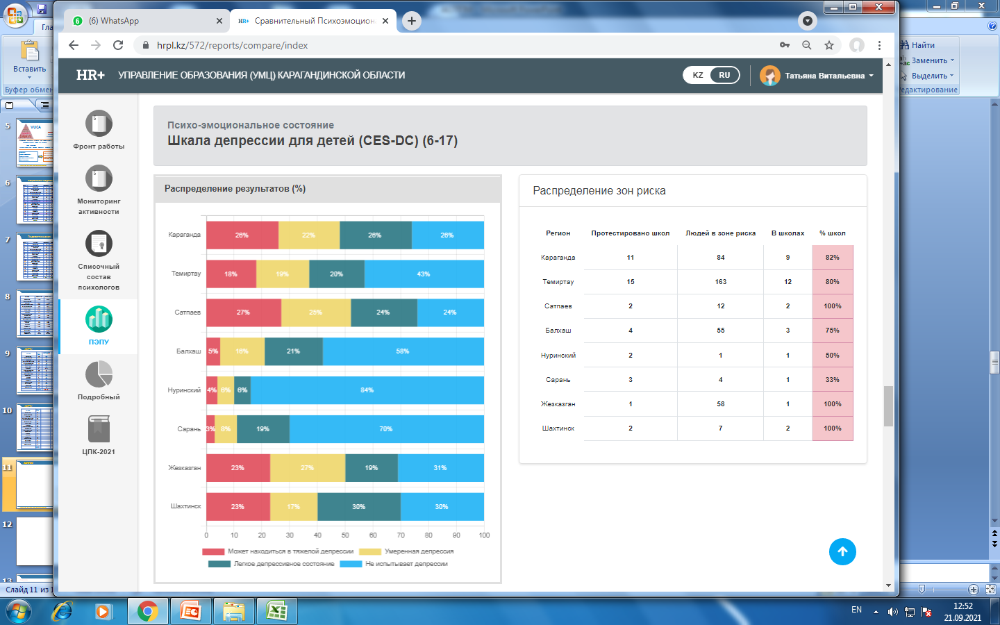 (6) WhatsApp
HR+ Сравнительный Психоэмоцион
hrpl.kz/572/reports/compare/index
Гла
Вставить
Буфер обмен
Найти
Заменить
Выделить
едактирование
HR+ УПРАВЛЕНИЕ ОБРАЗОВАНИЯ (УМЦ) КАРАГАНДИНСКОЙ ОБЛАСТИ
KZ RU
Татьяна Витальевна
Фронт работы
Мониторинг
активности
Списочный
состав
психологов
ПЭПУ
Подробный
ЦПК-2021
Психо-эмоциональное состояние
Шкала депрессии для детей (CES-DC) (6-17)
Распределение результатов (%)
Караганда 26% 22% 26% 26%
Темиртау 18% 19% 20% 43%
Сатпаев 27% 25% 24% 24%
Балхаш 5% 16% 21% 58%
Нуринский 4% 6% 6% 84%
Сарань 3% 8% 19% 70%
Жезказган 23% 27% 19% 31%
Шахтинск 23% 17% 30% 30%
0 10 20 30 40 50 60 70 80 90 100
Может находиться в тяжелой депрессии Умеренная депрессия
Легкое депрессивное состояние Не испытывает депрессии
Распределение зон риска
Регион Протестировано школ Людей в зоне риска В школах % школ
Караганда 11 84 9 82%
Темиртау 15 163 12 80%
Сатпаев 2 12 2 100%
Балхаш 4 55 3 75%
Нуринский 2 1 1 50%
Сарань 3 4 1 33%
Жезказган 1 58 1 100%
Шахтинск 2 7 2 100%
5
VUCA
6
7
8
9
10
11
12
13
Слайд 11 из
EN
12:52
21.09.2021